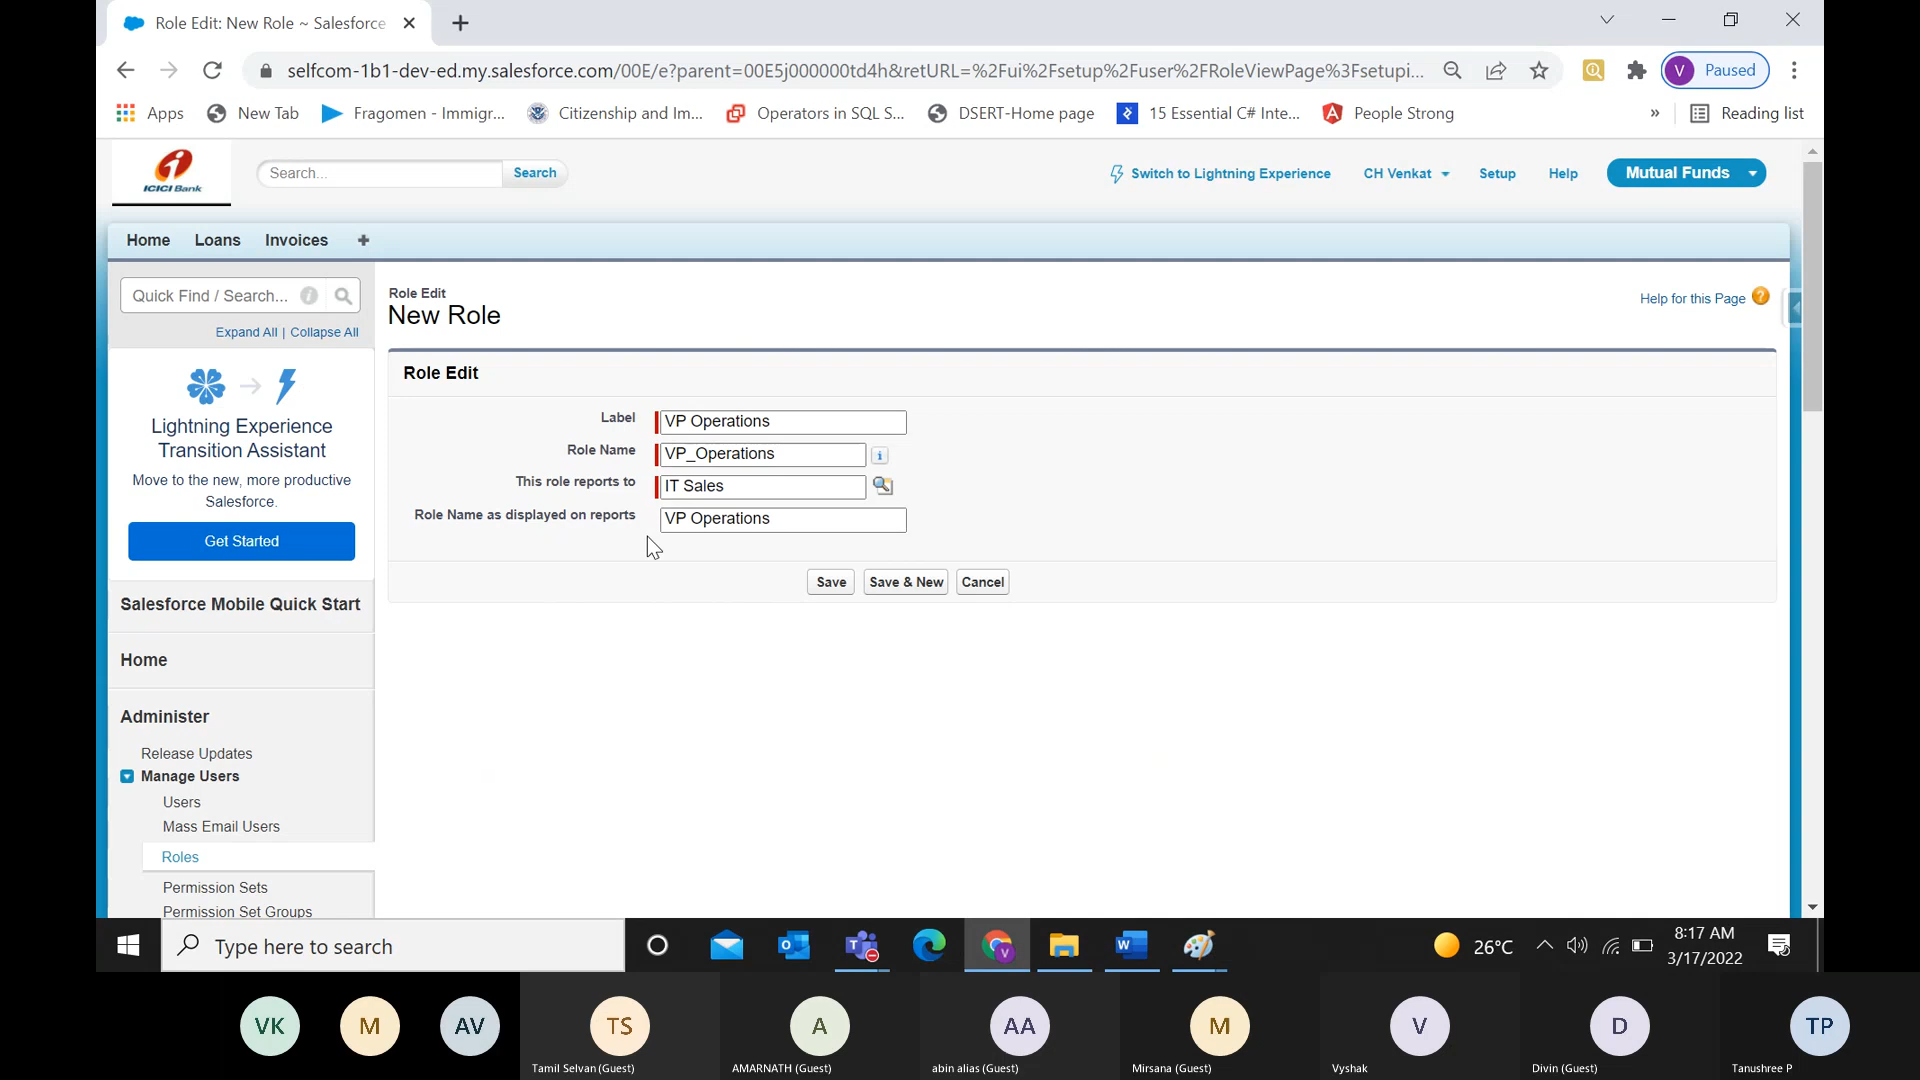 Role Edit: New Role ~ Salesforce
selfcom-1b1-dev-ed.my.salesforce.com/00E/e?parent=00E5j000000td4h&retURL=%2Fui%2Fsetup%2Fuser%2FRoleViewPage%3Fsetupi...
V Paused
Apps
New Tab
Fragomen - Immigr...
Citizenship and Im...
Operators in SQL S...
DSERT-Home page
15 Essential C# Inte...
People Strong
»
Reading list
ICICI Bank
Search...
Search
Switch to Lightning Experience
CH Venkat
Setup
Help
Mutual Funds
Home
Loans
Invoices
+
Quick Find / Search...
Expand All | Collapse All
Lightning Experience
Transition Assistant
Move to the new, more productive
Salesforce.
Get Started
Salesforce Mobile Quick Start
Home
Administer
Release Updates
Manage Users
Users
Mass Email Users
Roles
Permission Sets
Permission Set Groups
Role Edit
New Role
Help for this Page
Role Edit
Label VP Operations
Role Name VP_Operations
This role reports to IT Sales
Role Name as displayed on reports VP Operations
Save
Save & New
Cancel
Type here to search
26°C
8:17 AM
3/17/2022
VK
M
AV
TS
A
AA
M
V
D
TP
Tamil Selvan (Guest)
AMARNATH (Guest)
abin alias (Guest)
Mirsana (Guest)
Vyshak
Divin (Guest)
Tanushree P